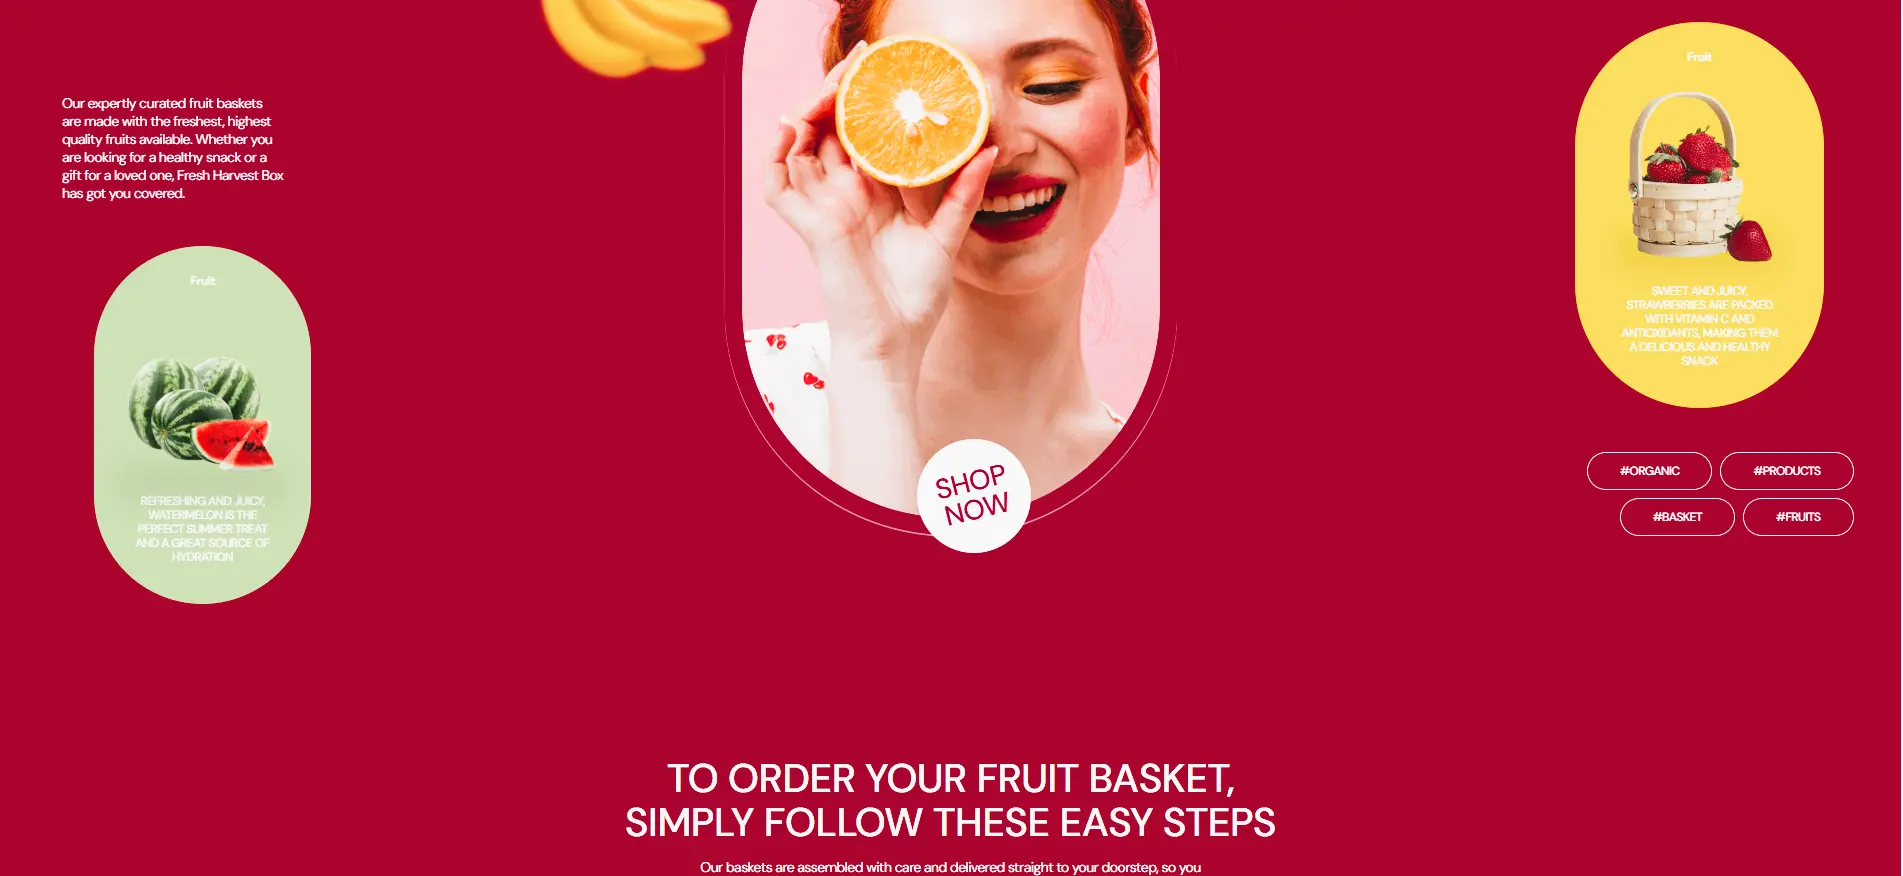 Our expertly curated fruit baskets
are made with the freshest, highest
quality fruits available. Whether you
are looking for a healthy snack or a
gift for a loved one, Fresh Harvest Box
has got you covered.
Fruit
REFRESHING AND JUICY,
WATERMELON IS THE
PERFECT SUMMER TREAT
AND A GREAT SOURCE OF
HYDRATION
SHOP
NOW
Fruit
SWEET AND JUICY,
STRAWBERRIES ARE PACKED
WITH VITAMIN C AND
ANTIOXIDANTS, MAKING THEM
A DELICIOUS AND HEALTHY
SNACK
#ORGANIC
#PRODUCTS
#BASKET
#FRUITS
TO ORDER YOUR FRUIT BASKET,
SIMPLY FOLLOW THESE EASY STEPS
Our baskets are assembled with care and delivered straight to your doorstep, so you